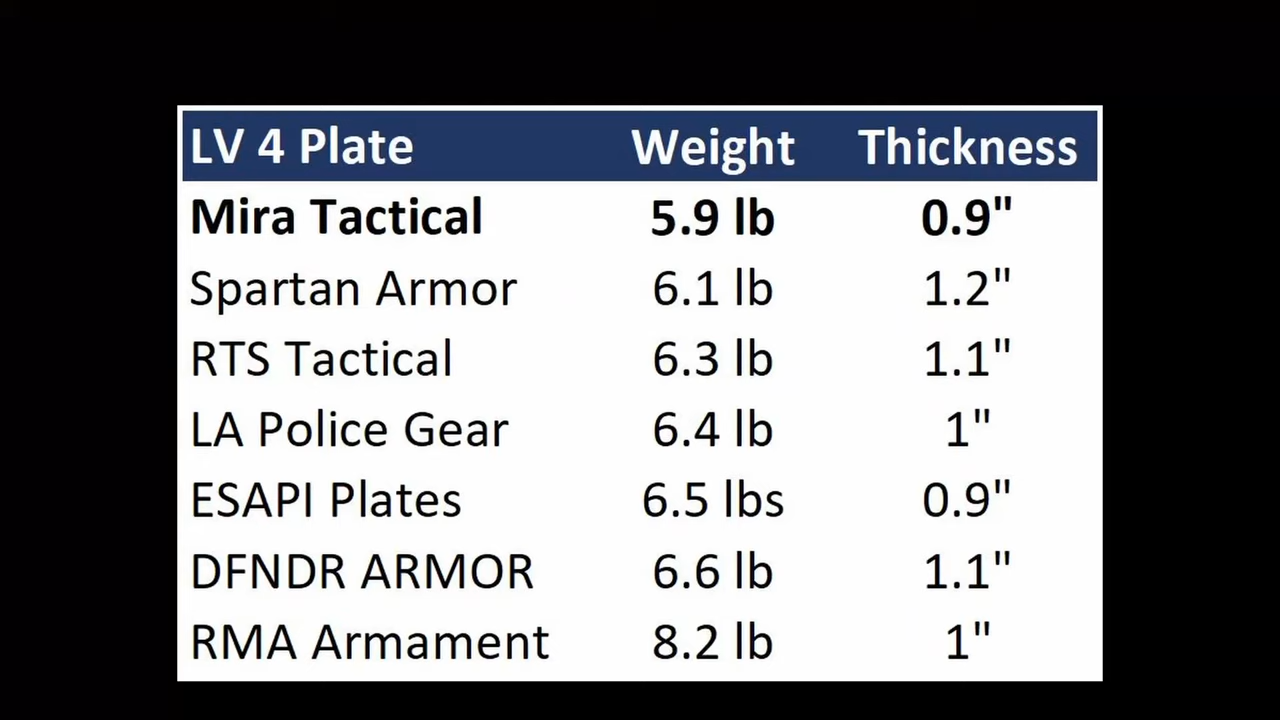 LV 4 Plate Weight Thickness
Mira Tactical 5.9 lb 0.9"
Spartan Armor 6.1 lb 1.2"
RTS Tactical 6.3 lb 1.1"
LA Police Gear 6.4 lb 1"
ESAPI Plates 6.5 lbs 0.9"
DFNDR ARMOR 6.6 lb 1.1"
RMA Armament 8.2 lb 1"